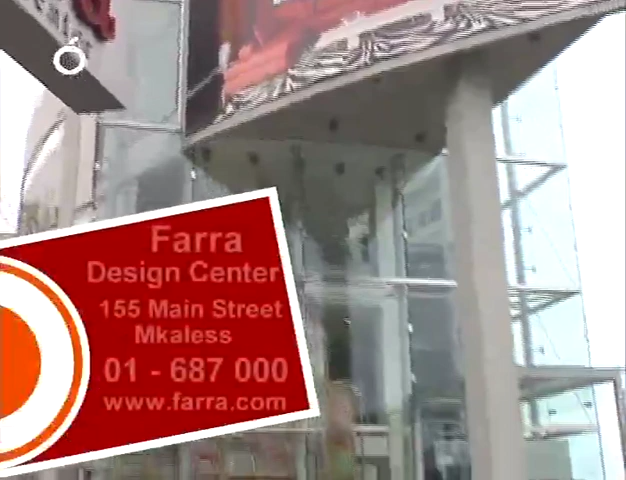 Farra
Design Center
155 Main Street
Mkaless
01 - 687 000
www.farra.com